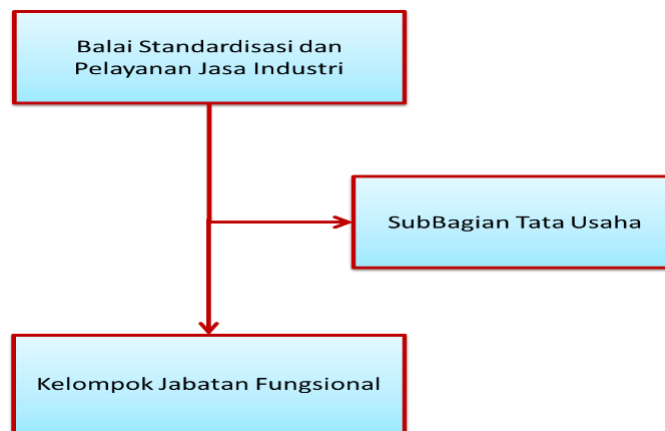 Balai Standardisasi dan
Pelayanan Jasa Industri
SubBagian Tata Usaha
Kelompok Jabatan Fungsional